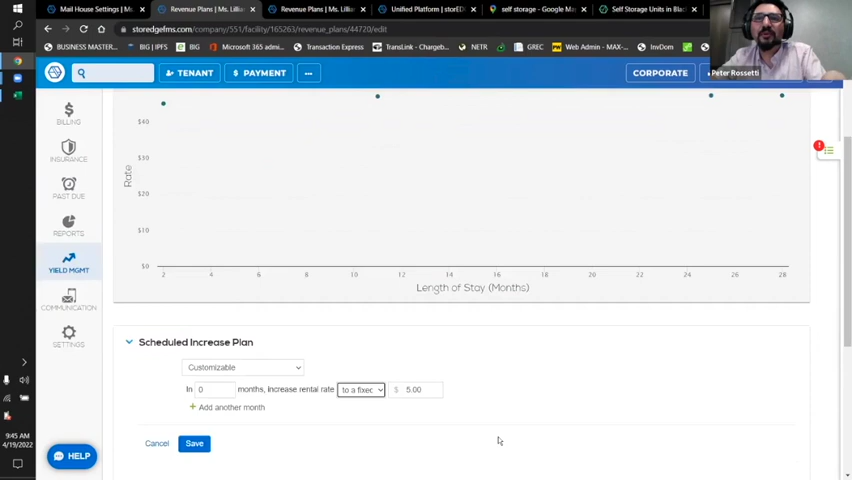 Mail House Settings | M
Revenue Plans | Ms. Lilliu
Revenue Plans | Ms. Lilliu
Unified Platform | storED
self storage - Google Ma
Self Storage Units in Black
storedgefms.com/company/551/facility/165263/revenue_plans/44720/edit
BUSINESS MASTER
BIG | IPFS
Microsoft 365 admi
Transaction Express
TransLink - Chargeb
NETR
GREC
Web Admin - MAX
InvDom
BIG
TENANT
PAYMENT
CORPORATE
Peter Rossetti
BILLING
INSURANCE
PAST DUE
REPORTS
YIELD MGMT
COMMUNICATION
SETTINGS
$40
$30
$20
$10
$0
Rate
2 4 6 8 10 12 14 16 18 20 22 24 26 28
Length of Stay (Months)
Scheduled Increase Plan
Customizable
In 0 months, Increase rental rate to a fixed $ 5.00
+ Add another month
Cancel Save
HELP
9:45 AM
4/19/2022